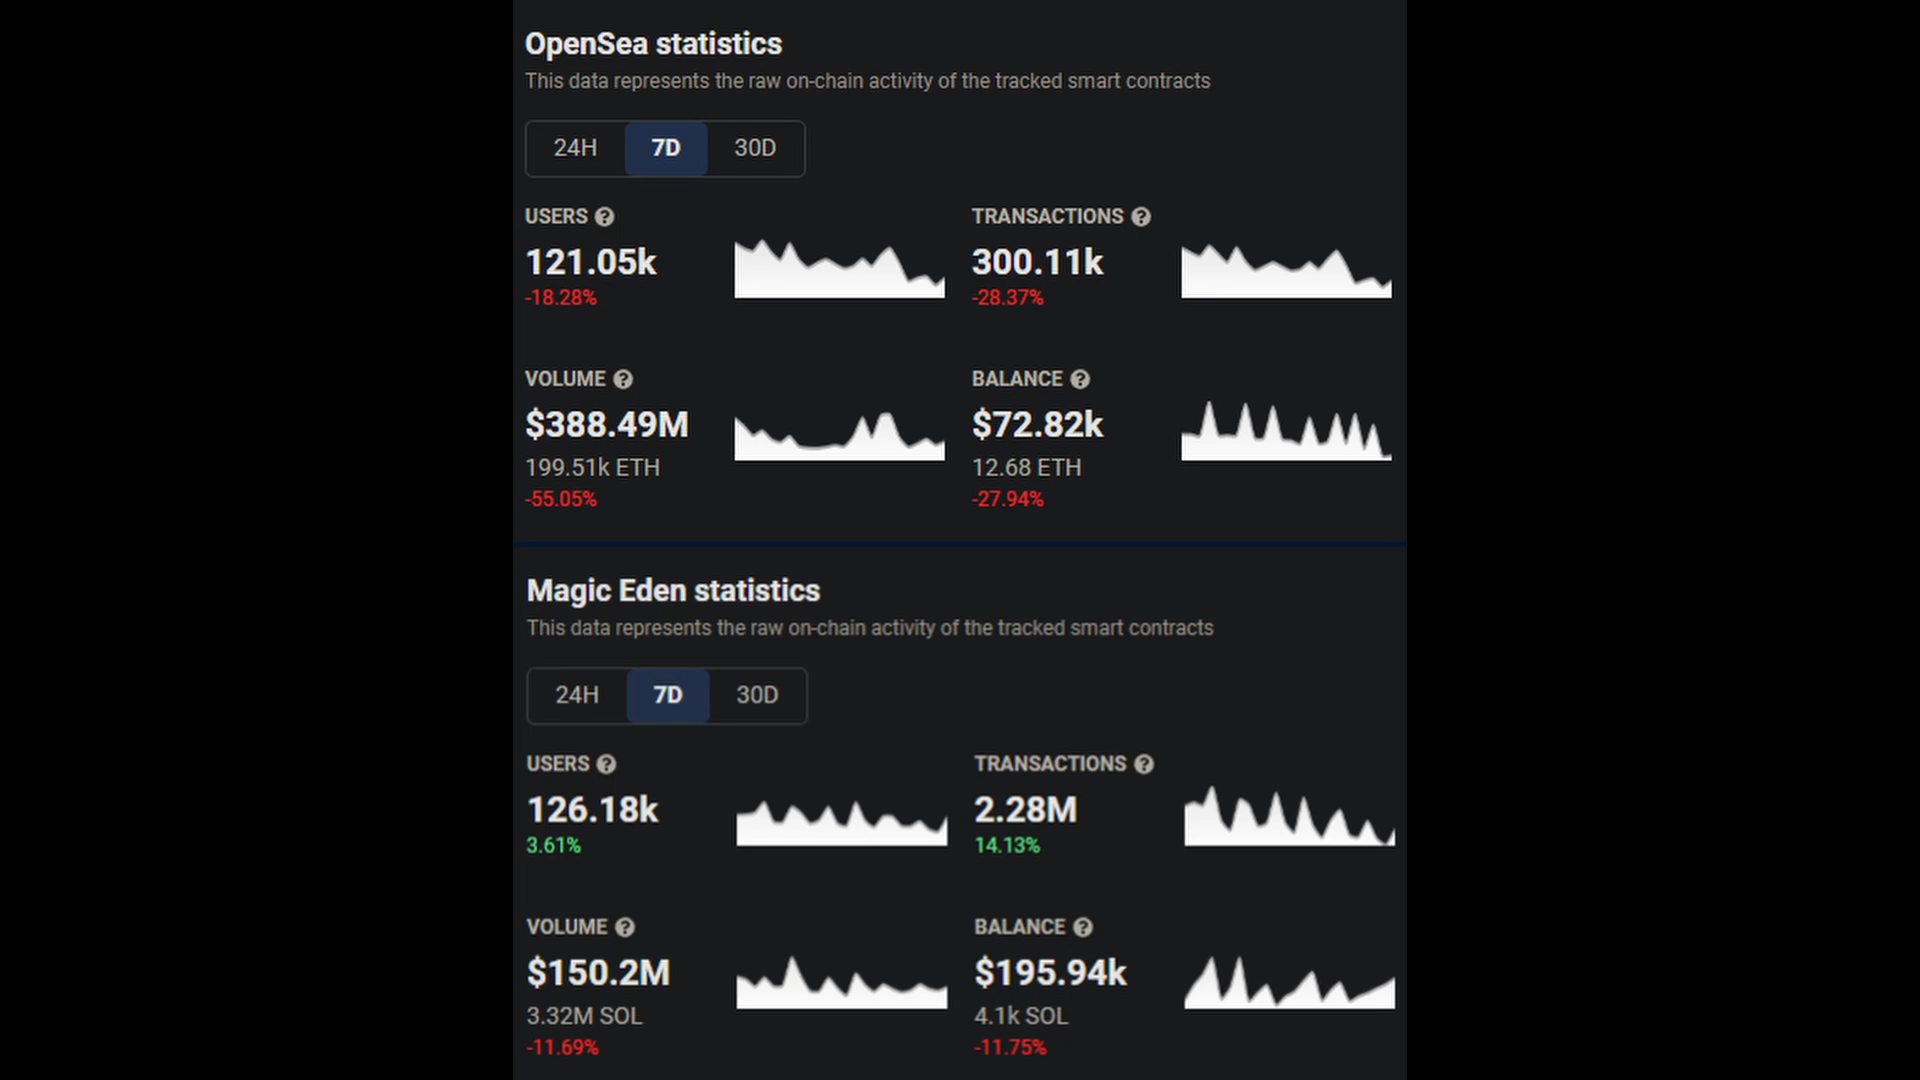 OpenSea statistics
This data represents the raw on-chain activity of the tracked smart contracts
24H 7D 30D
USERS ? TRANSACTIONS ?
121.05k 300.11k
-18.28% -28.37%
VOLUME ? BALANCE ?
$388.49M $72.82k
199.51k ETH 12.68 ETH
-55.05% -27.94%
Magic Eden statistics
This data represents the raw on-chain activity of the tracked smart contracts
24H 7D 30D
USERS ? TRANSACTIONS ?
126.18k 2.28M
3.61% 14.13%
VOLUME ? BALANCE ?
$150.2M $195.94k
3.32M SOL 4.1k SOL
-11.69% -11.75%